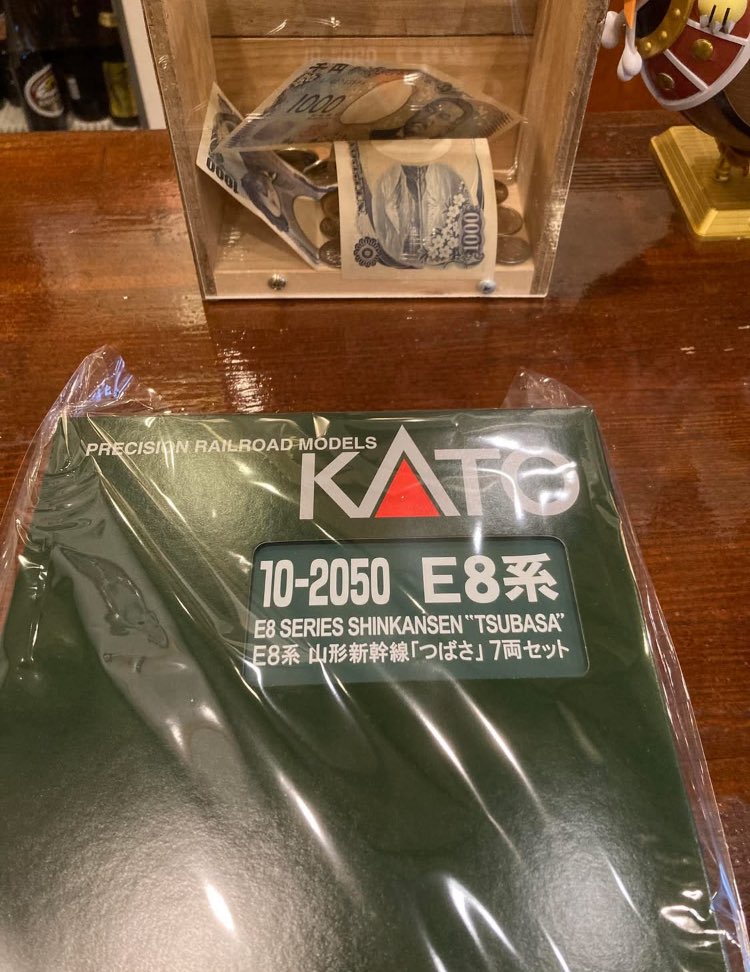 1000
1000
1000
PRECISION RAILROAD MODELS
KATO
10-2050 E8系
E8 SERIES SHINKANSEN "TSUBASA"
E8系 山形新幹線「つばさ」7両セット